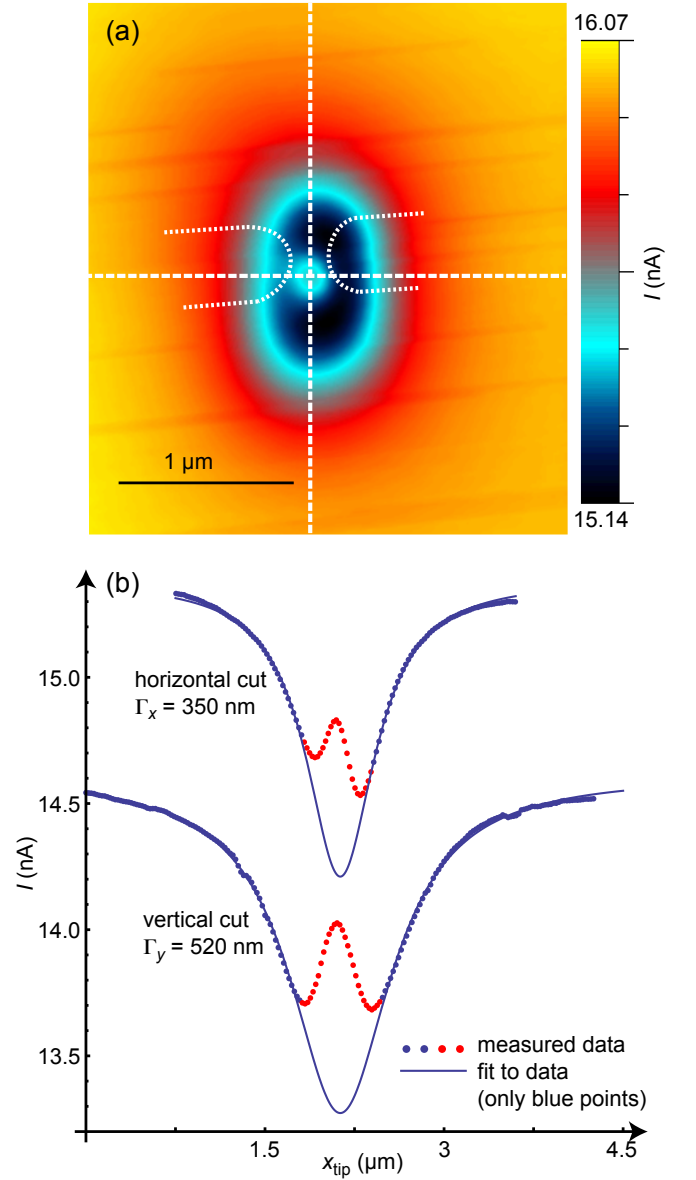 (a)
16.07
I (nA)
15.14
1 μm
(b)
horizontal cut
Γx = 350 nm
15.0
14.5
I (nA)
vertical cut
Γy = 520 nm
14.0
13.5
measured data
fit to data
(only blue points)
1.5
3
4.5
xtip (μm)